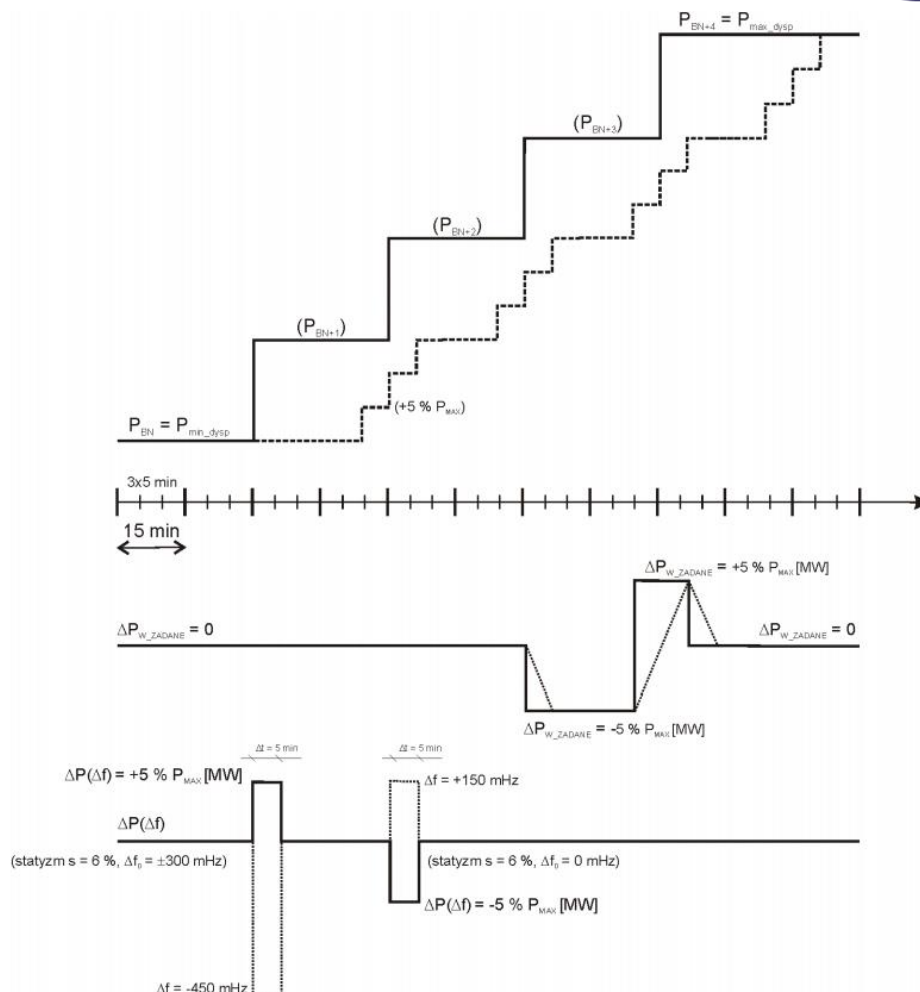 P_BN+4 = P_max_dysp
(P_BN+3)
(P_BN+2)
(P_BN+1)
(+5 % P_MAX)
P_BN = P_min_dysp
3x5 min
15 min
ΔP_W_ZADANE = +5 % P_MAX [MW]
ΔP_W_ZADANE = 0
ΔP_W_ZADANE = 0
ΔP_W_ZADANE = -5 % P_MAX [MW]
Δt = 5 min
Δt = 5 min
ΔP(Δf) = +5 % P_MAX [MW]
Δf = +150 mHz
ΔP(Δf)
(statyzm s = 6 %, Δf₀ = ±300 mHz)
(statyzm s = 6 %, Δf₀ = 0 mHz)
ΔP(Δf) = -5 % P_MAX [MW]
Δf = -450 mHz